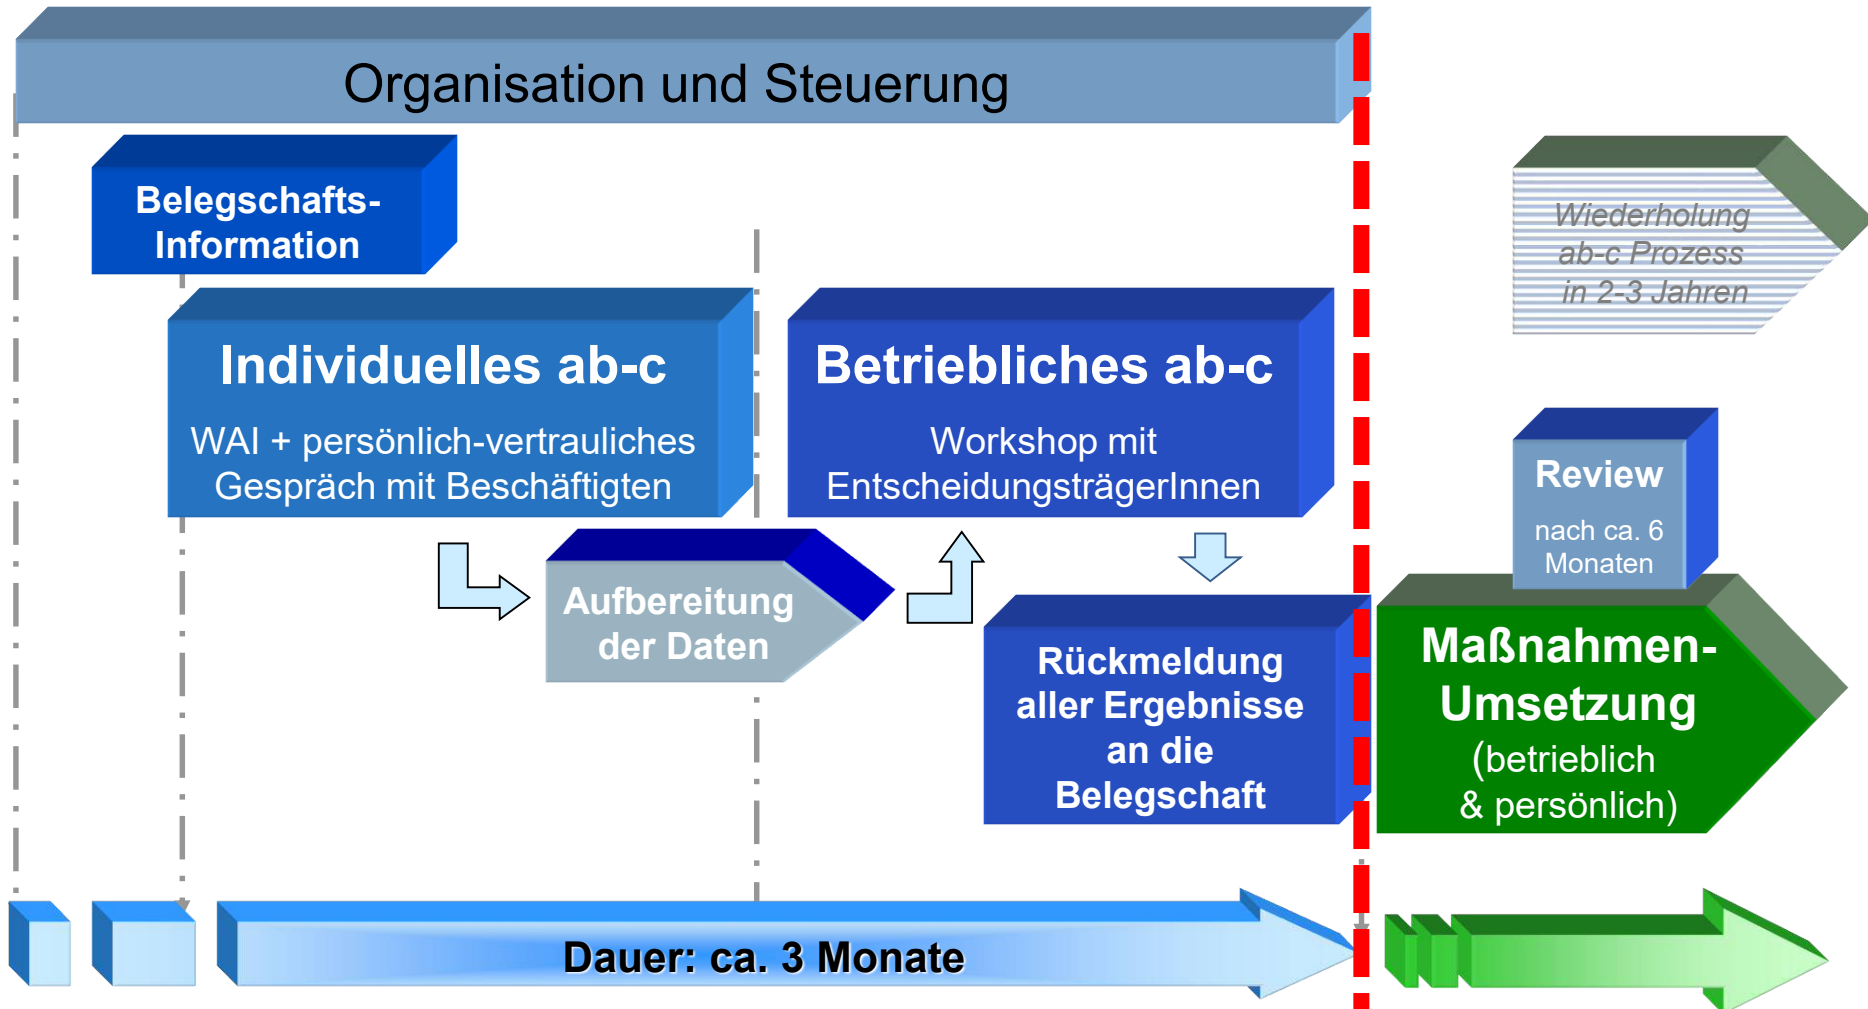 Organisation und Steuerung
Belegschafts-
Information
Individuelles ab-c
WAI + persönlich-vertrauliches
Gespräch mit Beschäftigten
Aufbereitung
der Daten
Betriebliches ab-c
Workshop mit
EntscheidungsträgerInnen
Rückmeldung
aller Ergebnisse
an die
Belegschaft
Wiederholung
ab-c Prozess
in 2-3 Jahren
Review
nach ca. 6
Monaten
Maßnahmen-
Umsetzung
(betrieblich
& persönlich)
Dauer: ca. 3 Monate